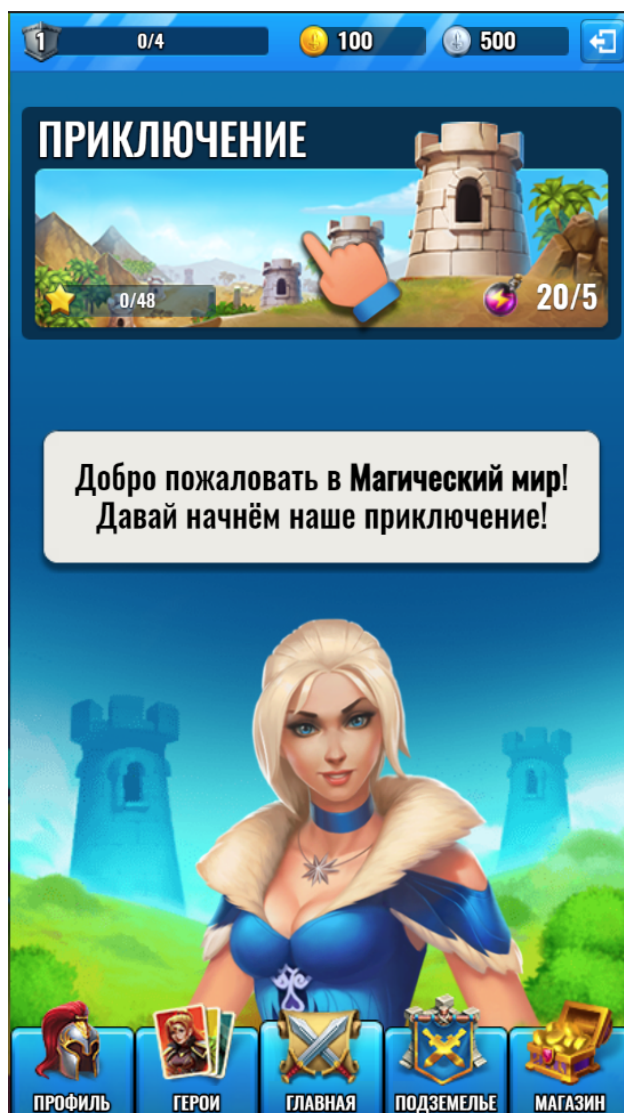 1 0/4 100 500
ПРИКЛЮЧЕНИЕ
0/48 20/5
Добро пожаловать в Магический мир!
Давай начнём наше приключение!
ПРОФИЛЬ ГЕРОИ ГЛАВНАЯ ПОДЗЕМЕЛЬЕ МАГАЗИН